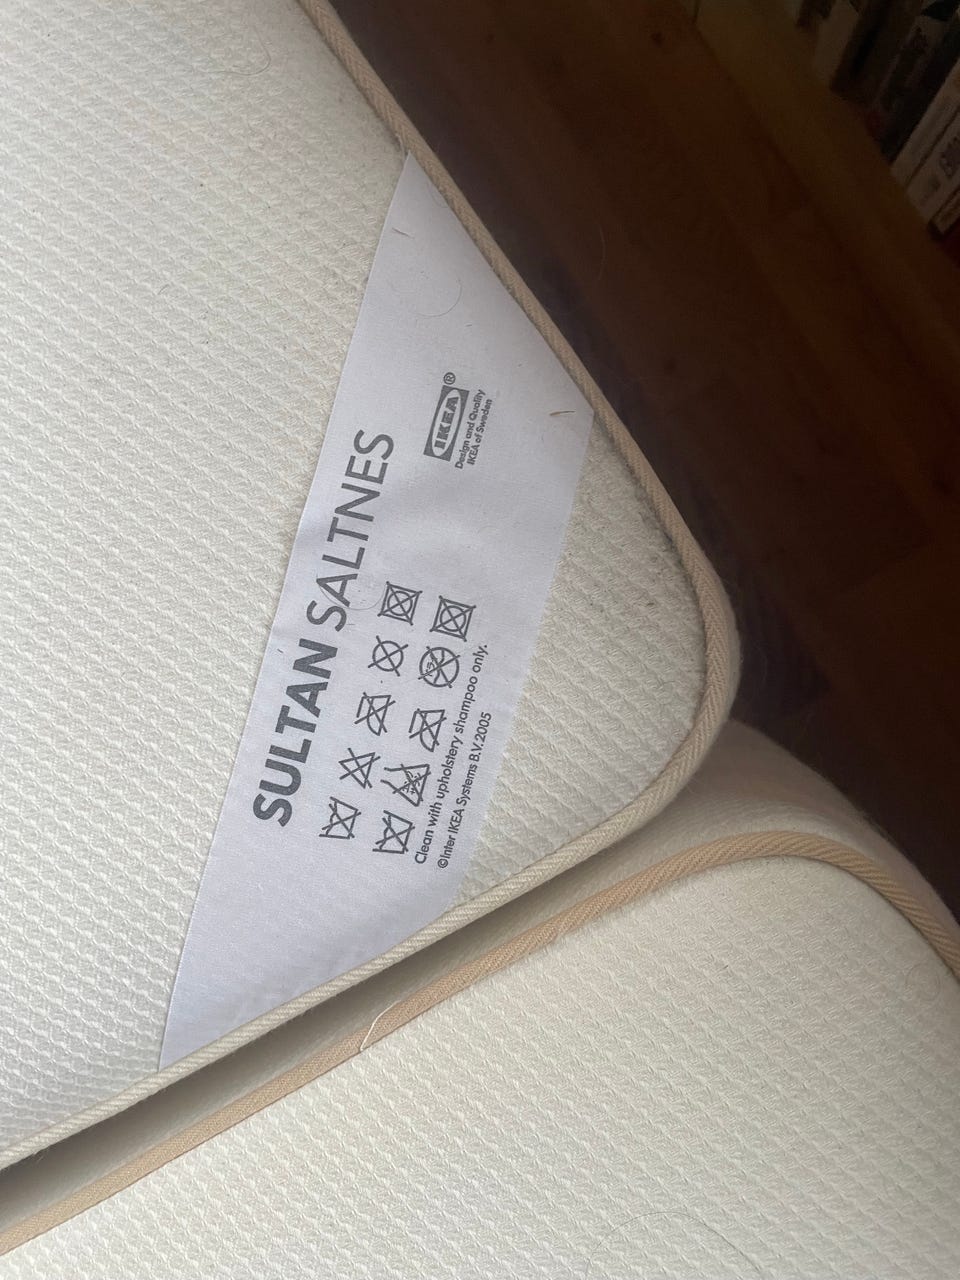 SULTAN SALTNES
Clean with upholstery shampoo only.
©Inter IKEA Systems B.V.2005
IKEA®
Design and Quality
IKEA of Sweden